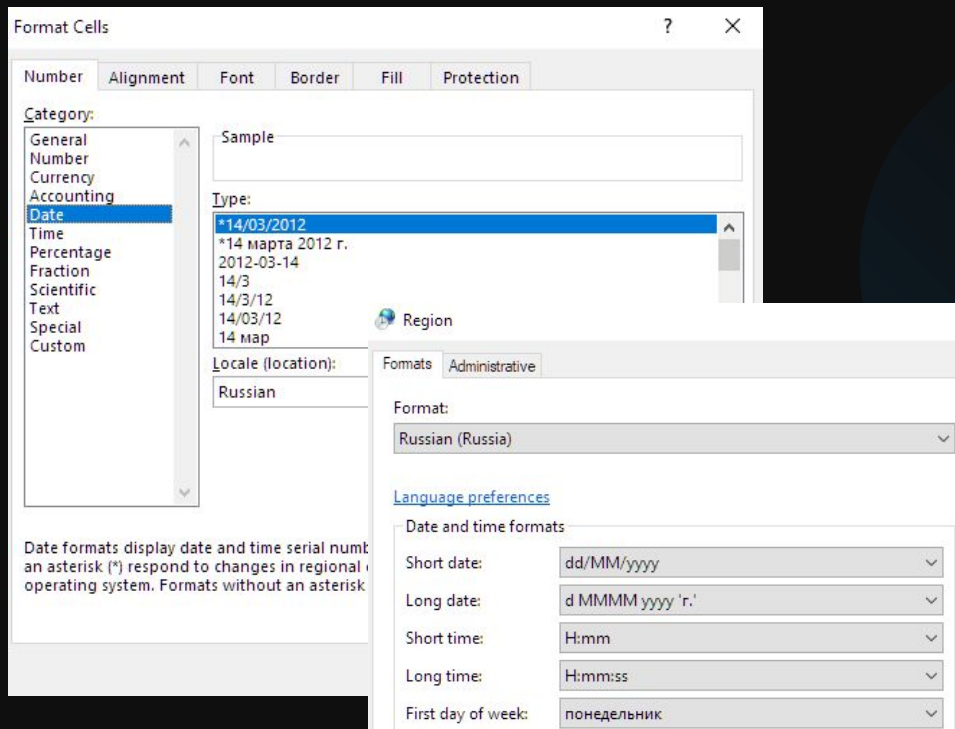 Format Cells
?
Number
Alignment
Font
Border
Fill
Protection
Category:
General
Number
Currency
Accounting
Date
Time
Percentage
Fraction
Scientific
Text
Special
Custom
Sample
Type:
*14/03/2012
*14 марта 2012 г.
2012-03-14
14/3
14/3/12
14/03/12
14 мар
Locale (location):
Russian
Date formats display date and time serial numb
an asterisk (*) respond to changes in regional
operating system. Formats without an asterisk
Region
Formats
Administrative
Format:
Russian (Russia)
Language preferences
Date and time formats
Short date:
dd/MM/yyyy
Long date:
d MMMM yyyy 'г.'
Short time:
H:mm
Long time:
H:mm:ss
First day of week:
понедельник